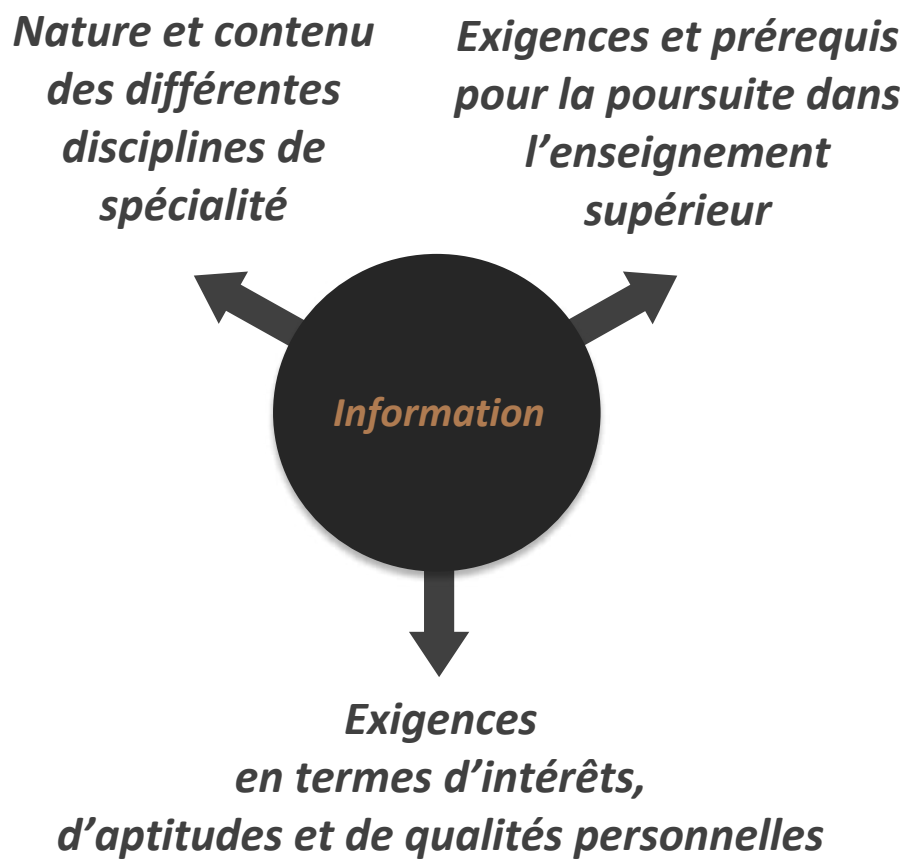 Nature et contenu
des différentes
disciplines de
spécialité
Exigences et prérequis
pour la poursuite dans
l’enseignement
supérieur
Information
Exigences
en termes d’intérêts,
d’aptitudes et de qualités personnelles